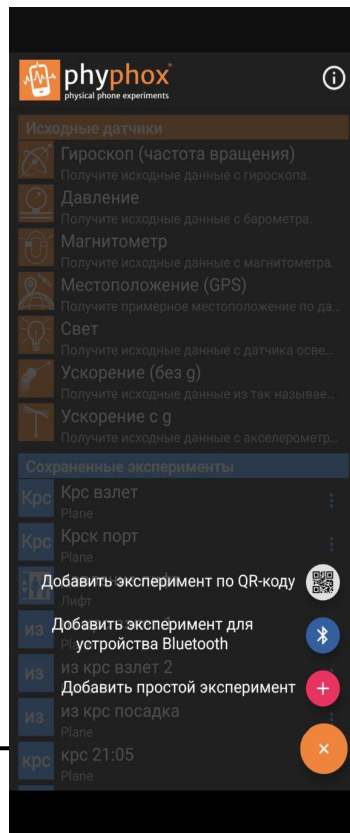 phyphox
physical phone experiments
Исходные датчики
Гироскоп (частота вращения)
Получите исходные данные с гироскопа.
Давление
Получите исходные данные с барометра.
Магнитометр
Получите исходные данные с магнитометра.
Местоположение (GPS)
Получите примерное местоположение по да...
Свет
Получите исходные данные с датчика осве...
Ускорение (без g)
Получите исходные данные из так называе...
Ускорение с g
Получите исходные данные с акселерометр...
Сохраненные эксперименты
Крс Крс взлет
Plane
Крс Крск порт
Plane
Добавить эксперимент по QR-коду
Лифт
из
Добавить эксперимент для
устройства Bluetooth
из из крс взлет 2
Добавить простой эксперимент
из из крс посадка
Plane
крс крс 21:05
Plane